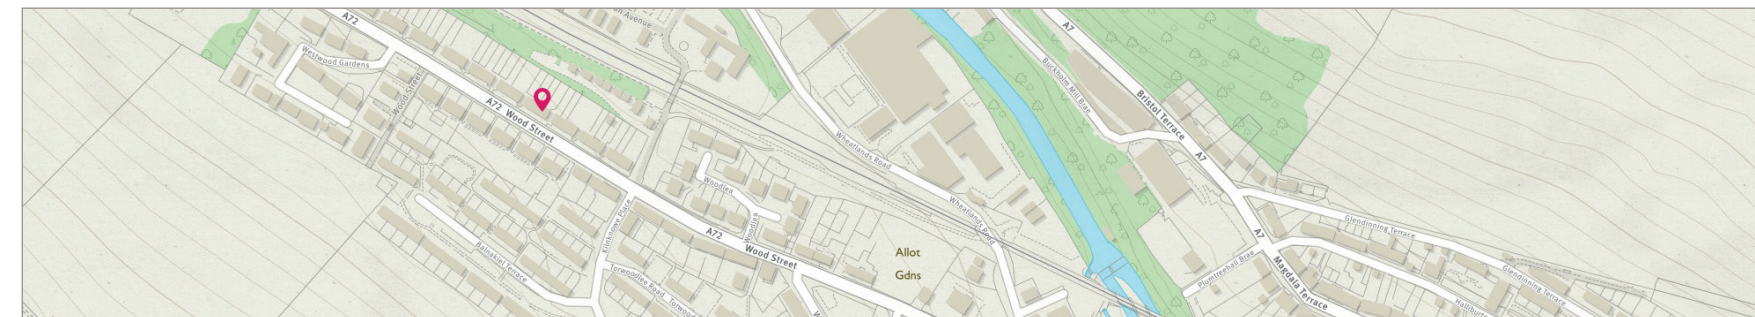 A72
Avenue
A7
Westwood Gardens
Wood Street
Buckholm Mill Brae
Bristol Terrace
A72 Wood Street
Wheatlands Road
A7
Woodlea
Wheatlands Road
Kilnknowe Place
Woodlea
Glendinning Terrace
A72
Wood Street
A7
Balnakiel Terrace
Allot
Gdns
Plumtreehall Brae
Magdala Terrace
Glendinning Terrace
Torwoodlee Road